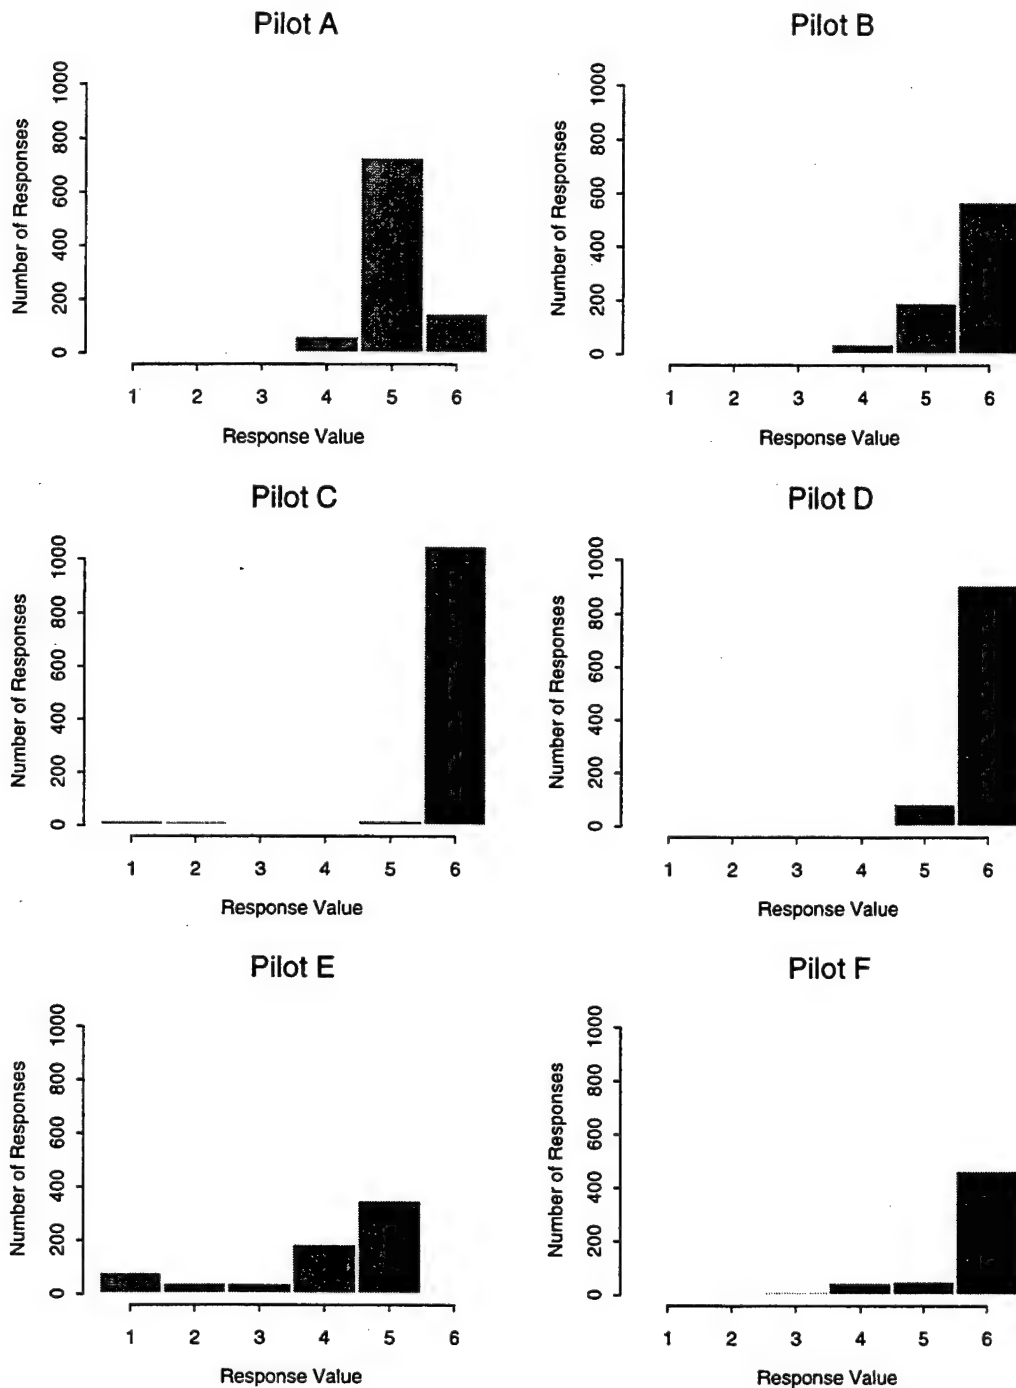 Pilot A
Number of Responses
0 200 400 600 800 1000
1 2 3 4 5 6
Response Value
Pilot B
Number of Responses
0 200 400 600 800 1000
1 2 3 4 5 6
Response Value
Pilot C
Number of Responses
0 200 400 600 800 1000
1 2 3 4 5 6
Response Value
Pilot D
Number of Responses
0 200 400 600 800 1000
1 2 3 4 5 6
Response Value
Pilot E
Number of Responses
0 200 400 600 800 1000
1 2 3 4 5 6
Response Value
Pilot F
Number of Responses
0 200 400 600 800 1000
1 2 3 4 5 6
Response Value